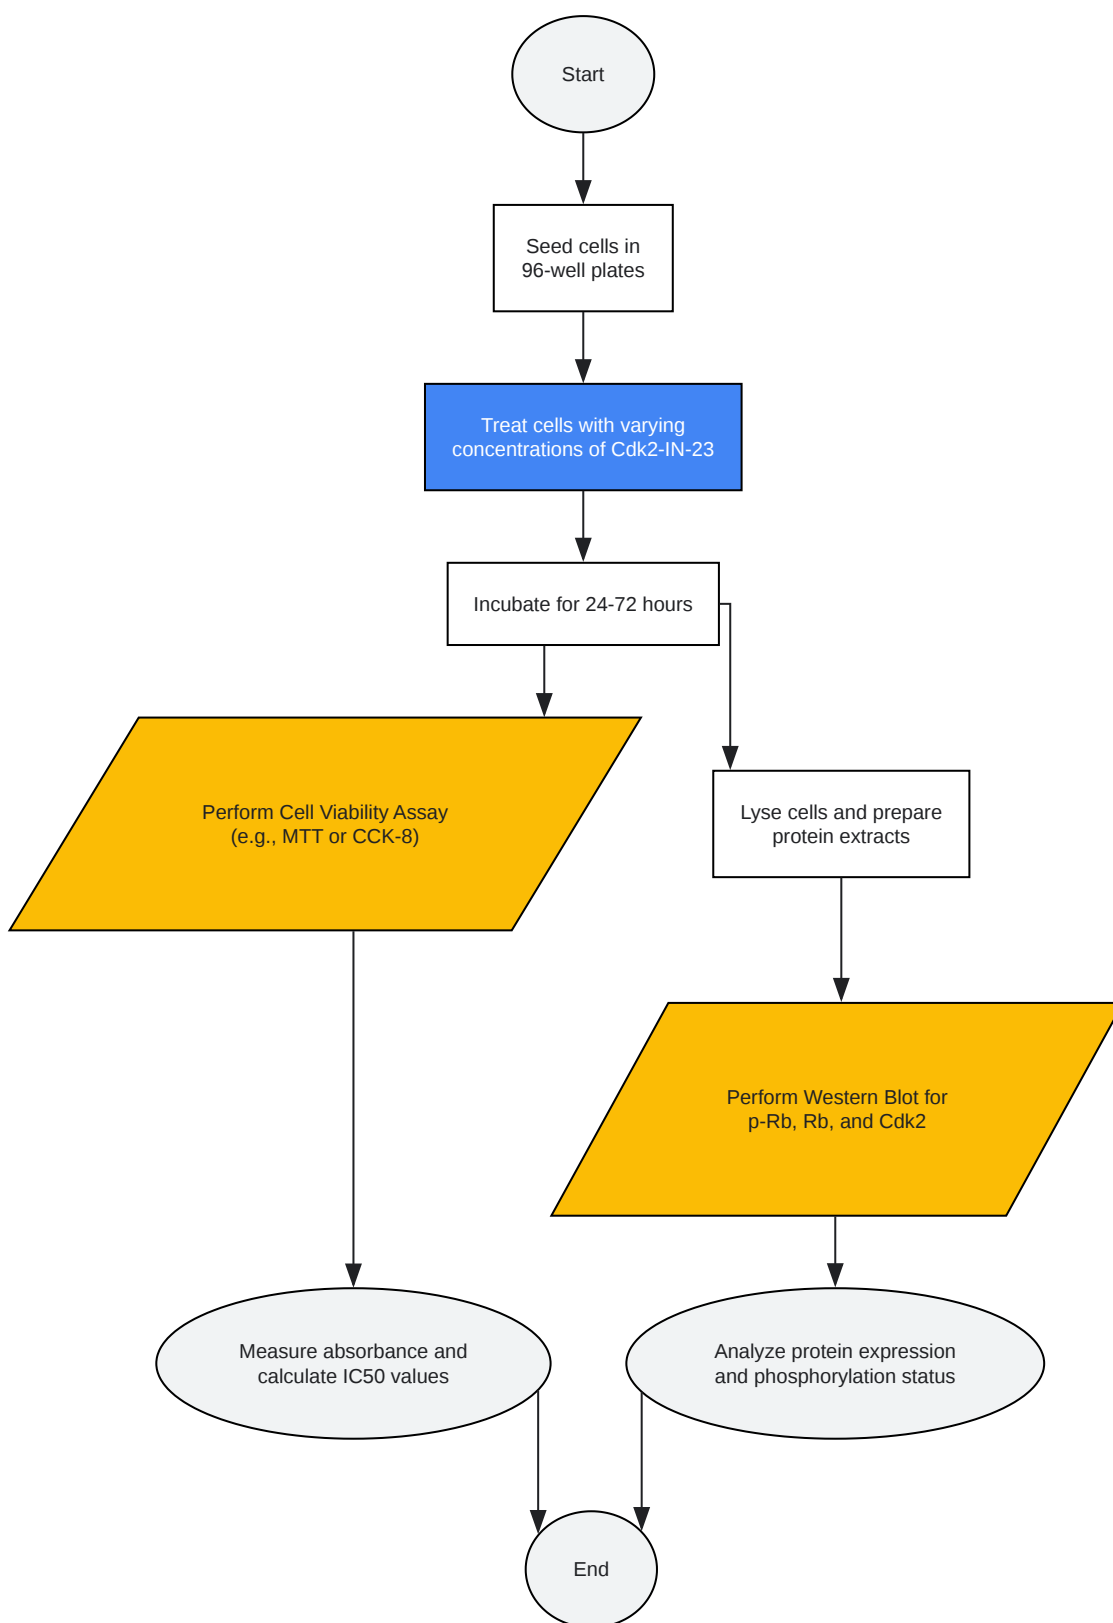 Start
Seed cells in
96-well plates
Treat cells with varying
concentrations of Cdk2-IN-23
Incubate for 24-72 hours
Perform Cell Viability Assay
(e.g., MTT or CCK-8)
Lyse cells and prepare
protein extracts
Perform Western Blot for
p-Rb, Rb, and Cdk2
Measure absorbance and
calculate IC50 values
Analyze protein expression
and phosphorylation status
End